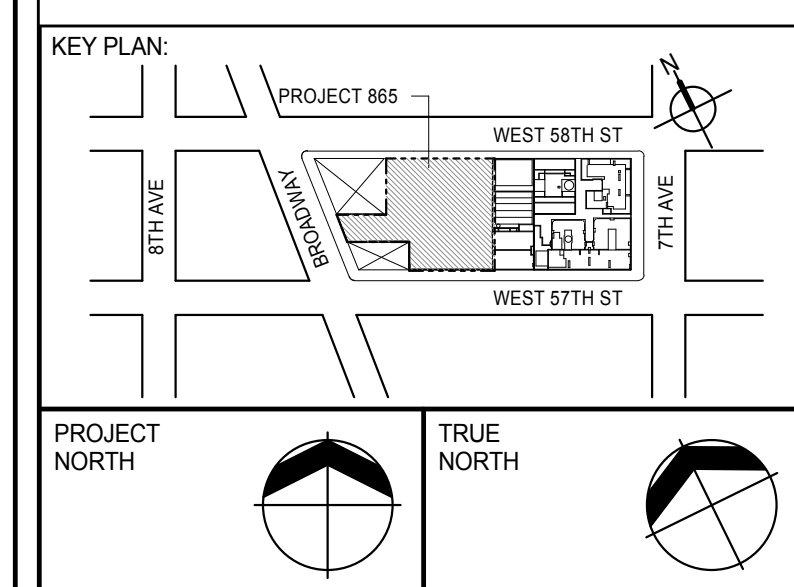 KEY PLAN:
PROJECT 865
N
WEST 58TH ST
8TH AVE
BROADWAY
7TH AVE
WEST 57TH ST
PROJECT
NORTH
TRUE
NORTH